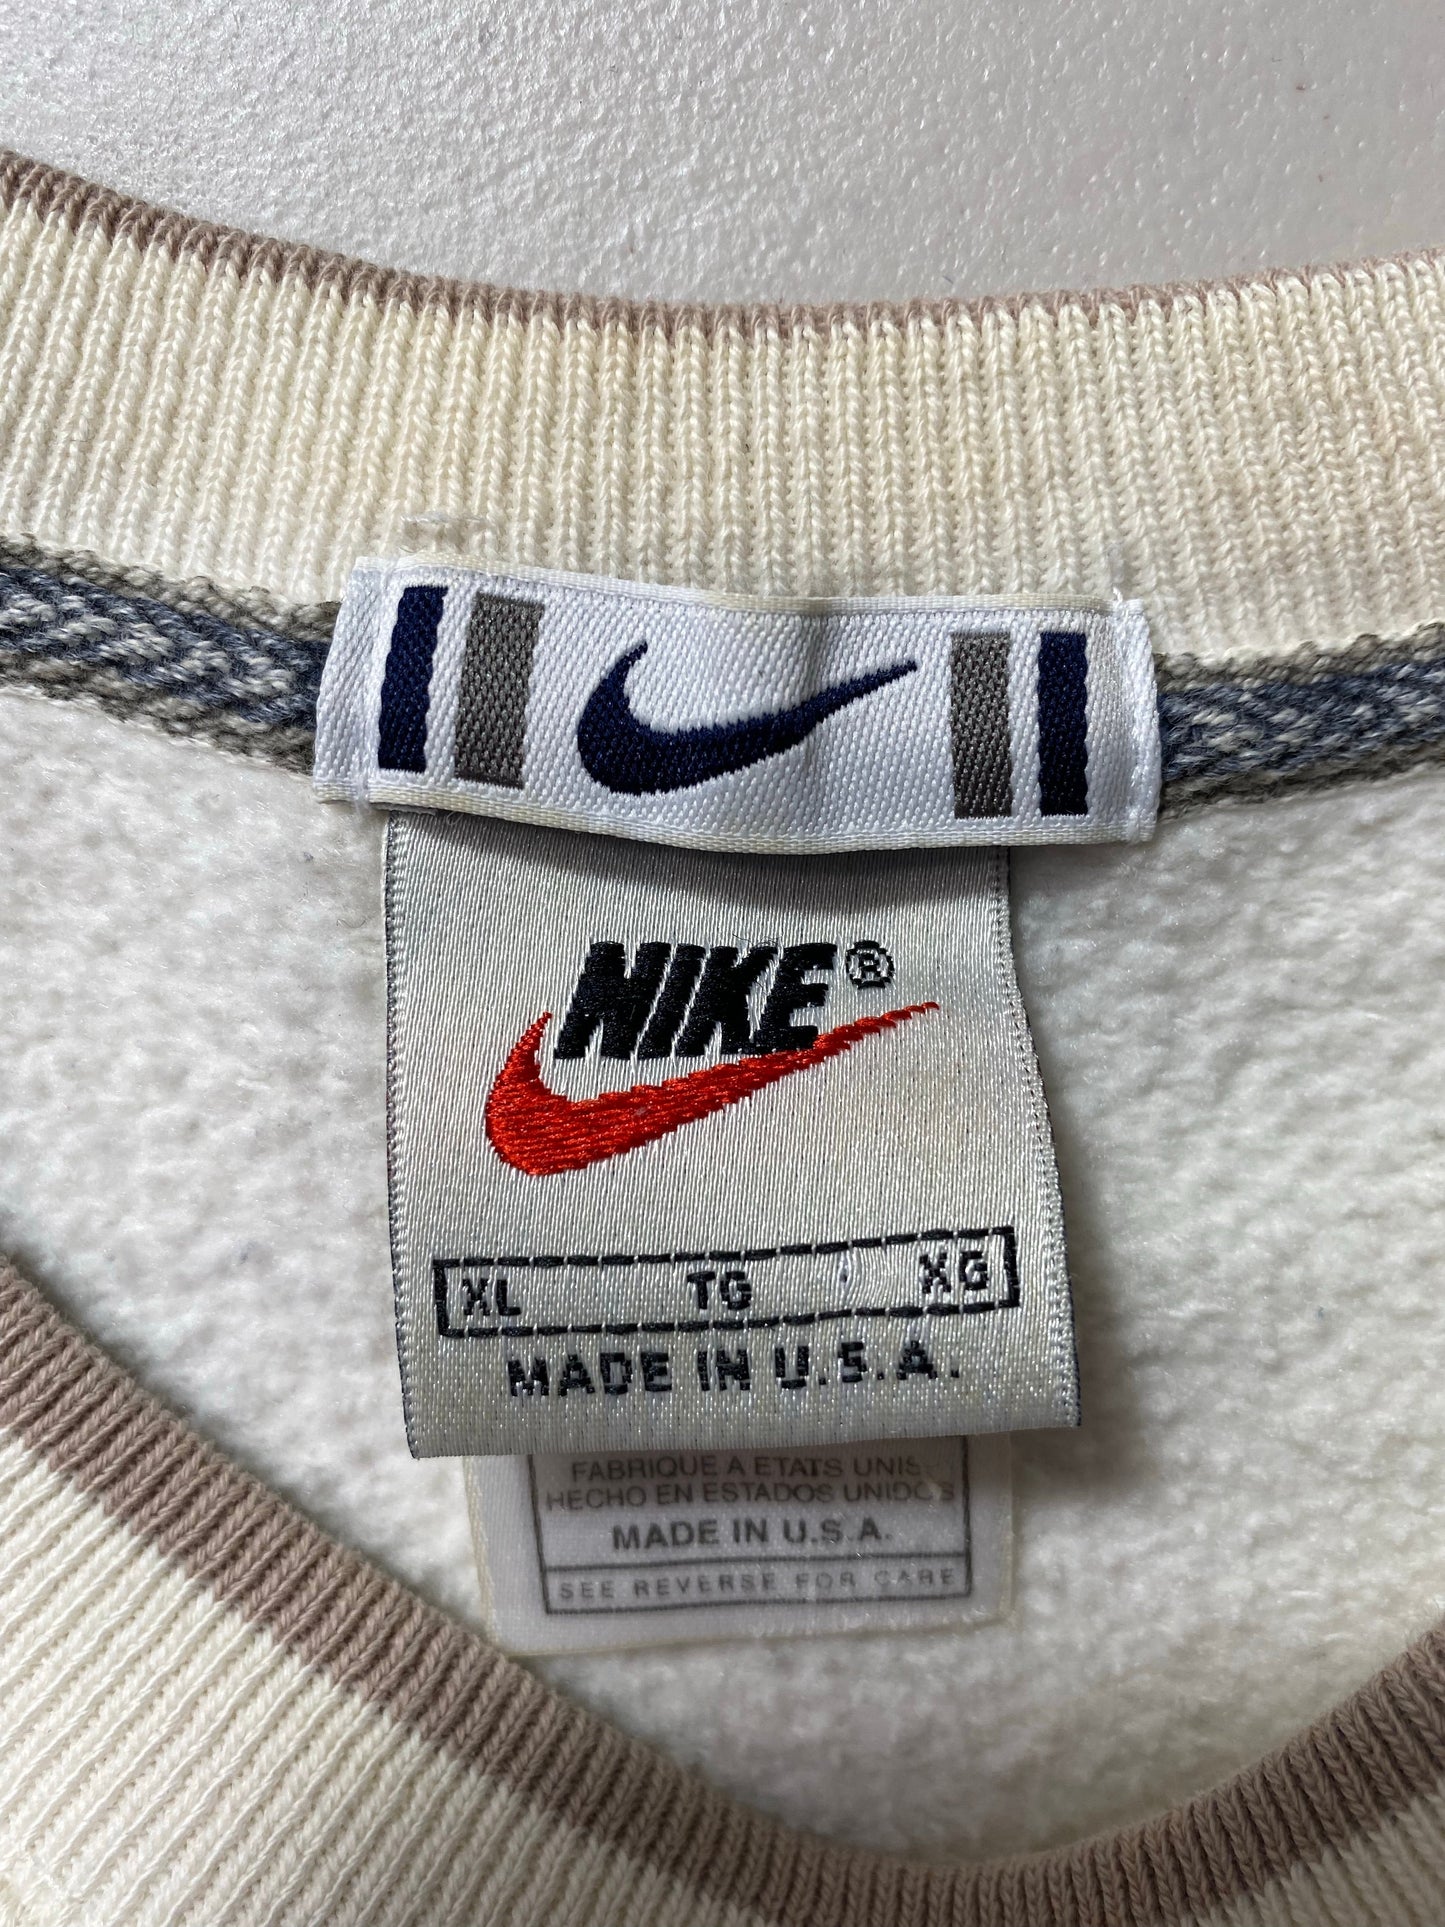 NIKE®
XL TG XG
MADE IN U.S.A.
FABRIQUE A ETATS UNIS
HECHO EN ESTADOS UNIDOS
MADE IN U.S.A.
SEE REVERSE FOR CARE